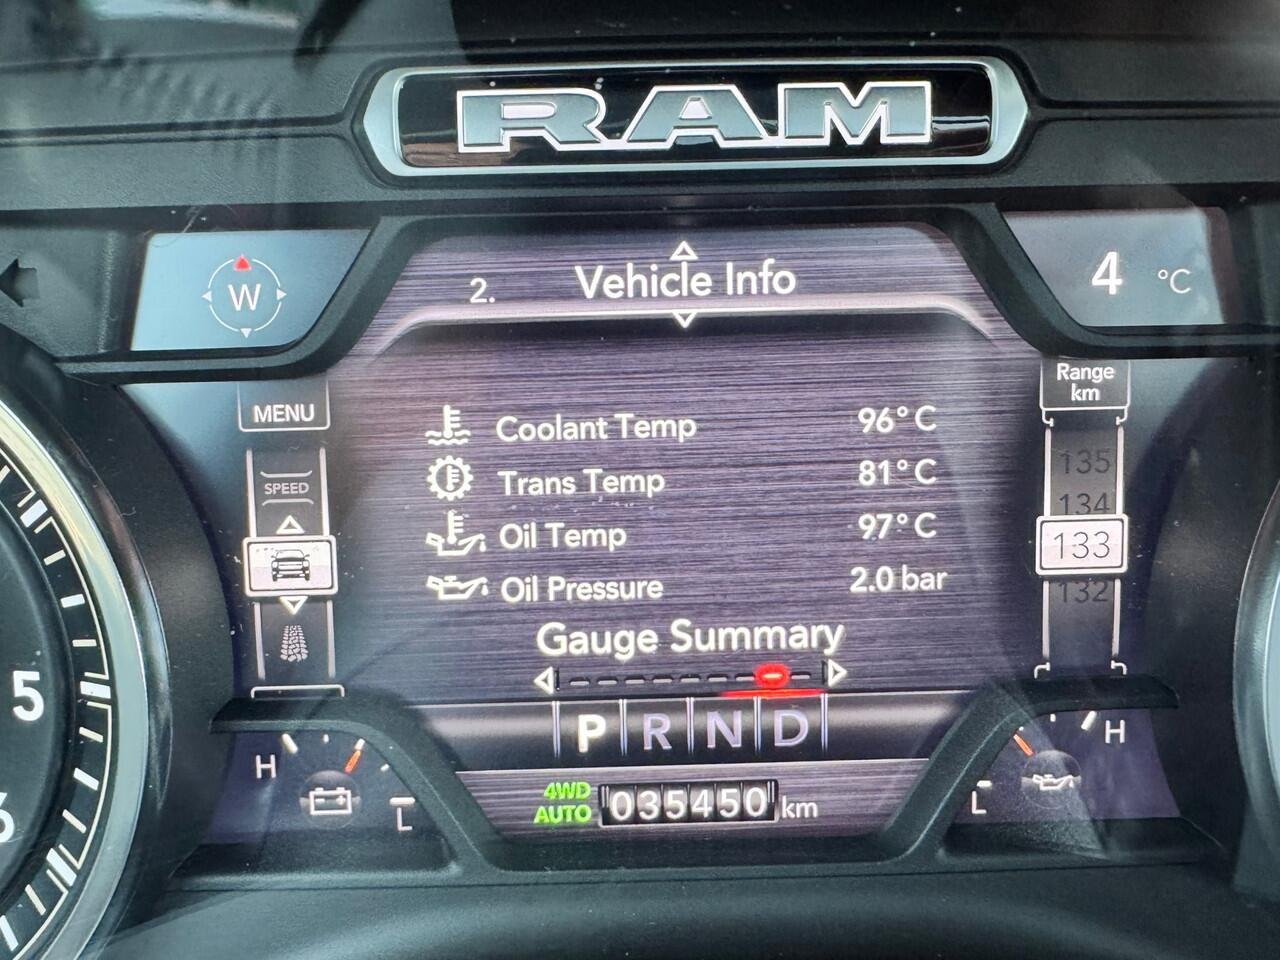 RAM
W
2. Vehicle Info
4 °C
MENU
Range
km
SPEED
Coolant Temp 96°C
Trans Temp 81°C
Oil Temp 97°C
Oil Pressure 2.0 bar
135
134
133
132
Gauge Summary
P R N D
4WD
AUTO
035450 km
H
L
H
L
5
6